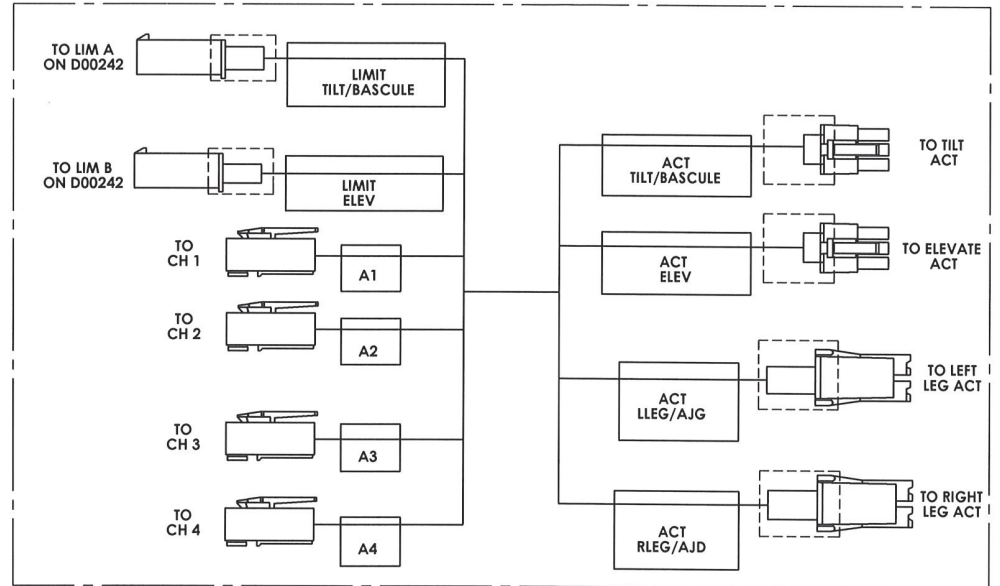 TO LIM A
ON D00242
LIMIT
TILT/BASCULE
TO LIM B
ON D00242
LIMIT
ELEV
TO
CH 1
A1
TO
CH 2
A2
TO
CH 3
A3
TO
CH 4
A4
ACT
TILT/BASCULE
TO TILT
ACT
ACT
ELEV
TO ELEVATE
ACT
ACT
LLEG/AJG
TO LEFT
LEG ACT
ACT
RLEG/AJD
TO RIGHT
LEG ACT